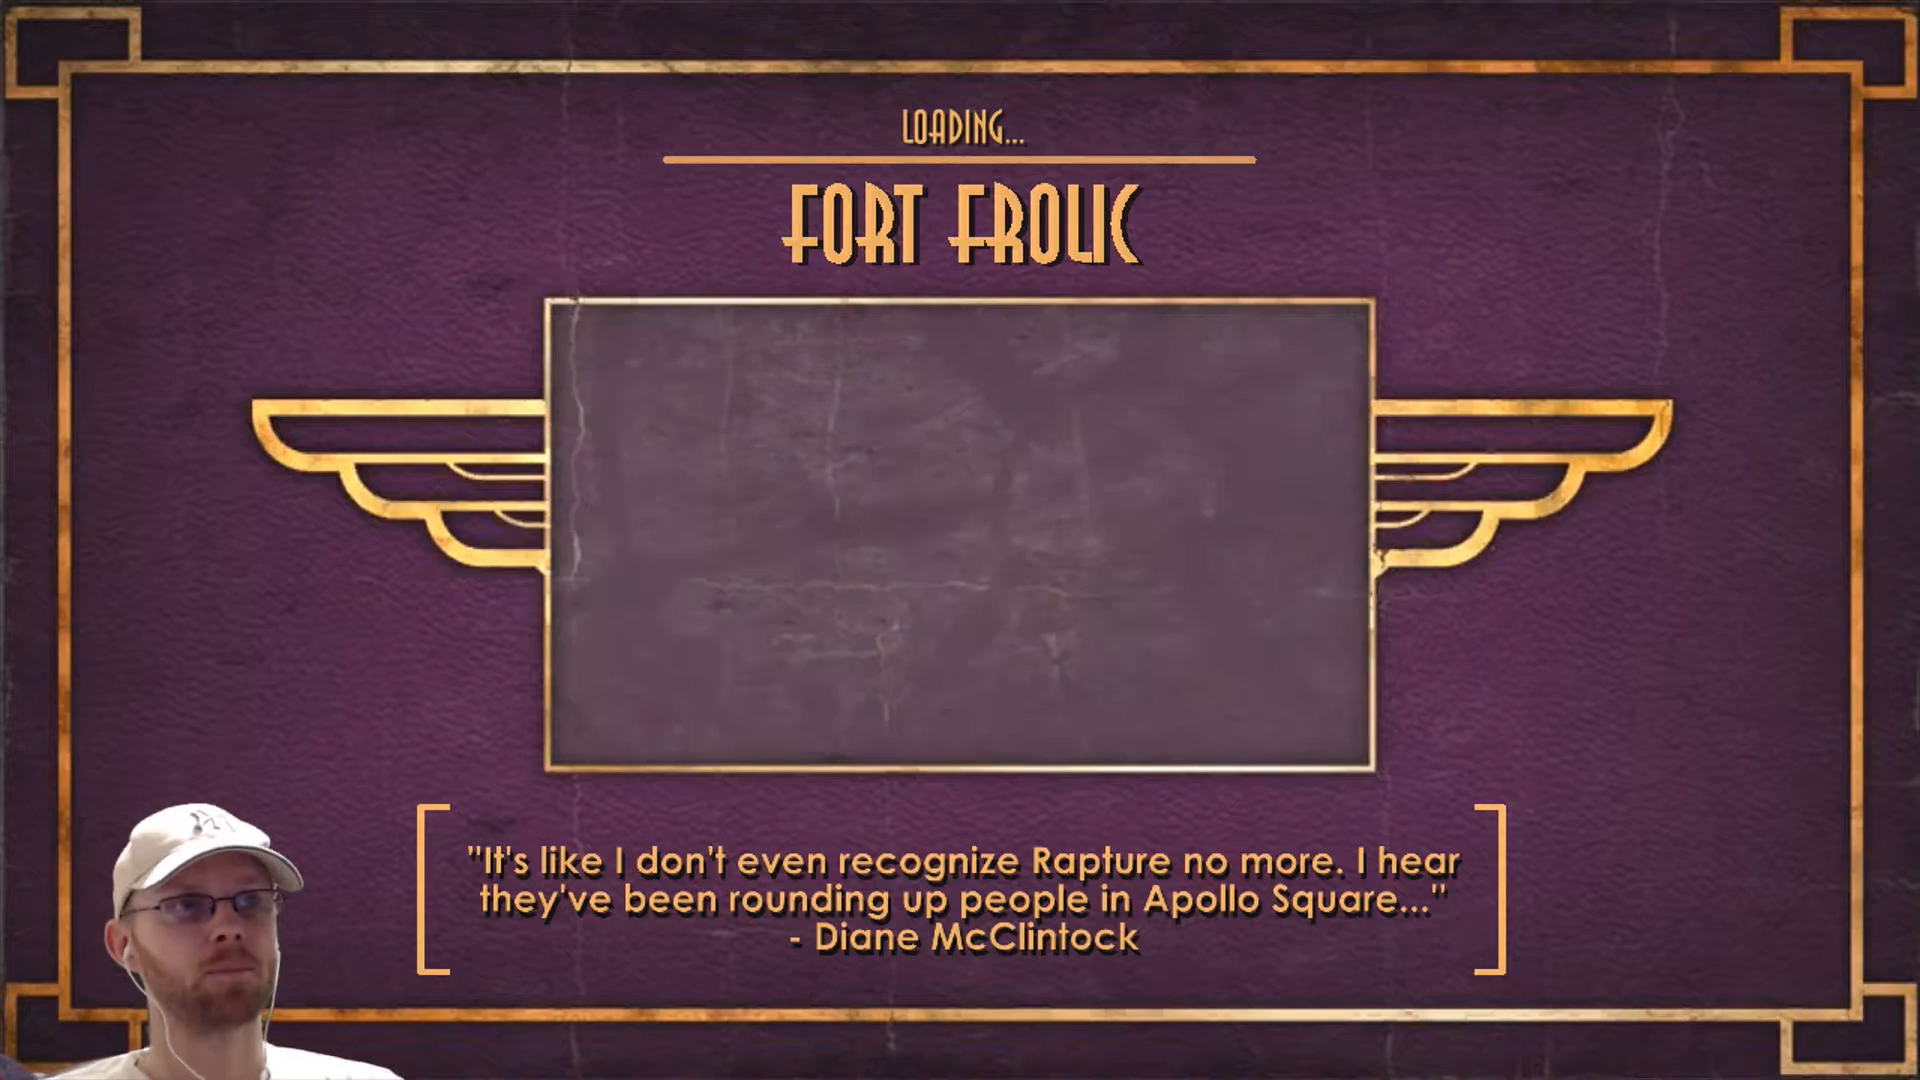 LOADING...
FORT FROLIC
"It's like I don't even recognize Rapture no more. I hear
they've been rounding up people in Apollo Square..."
- Diane McClintock